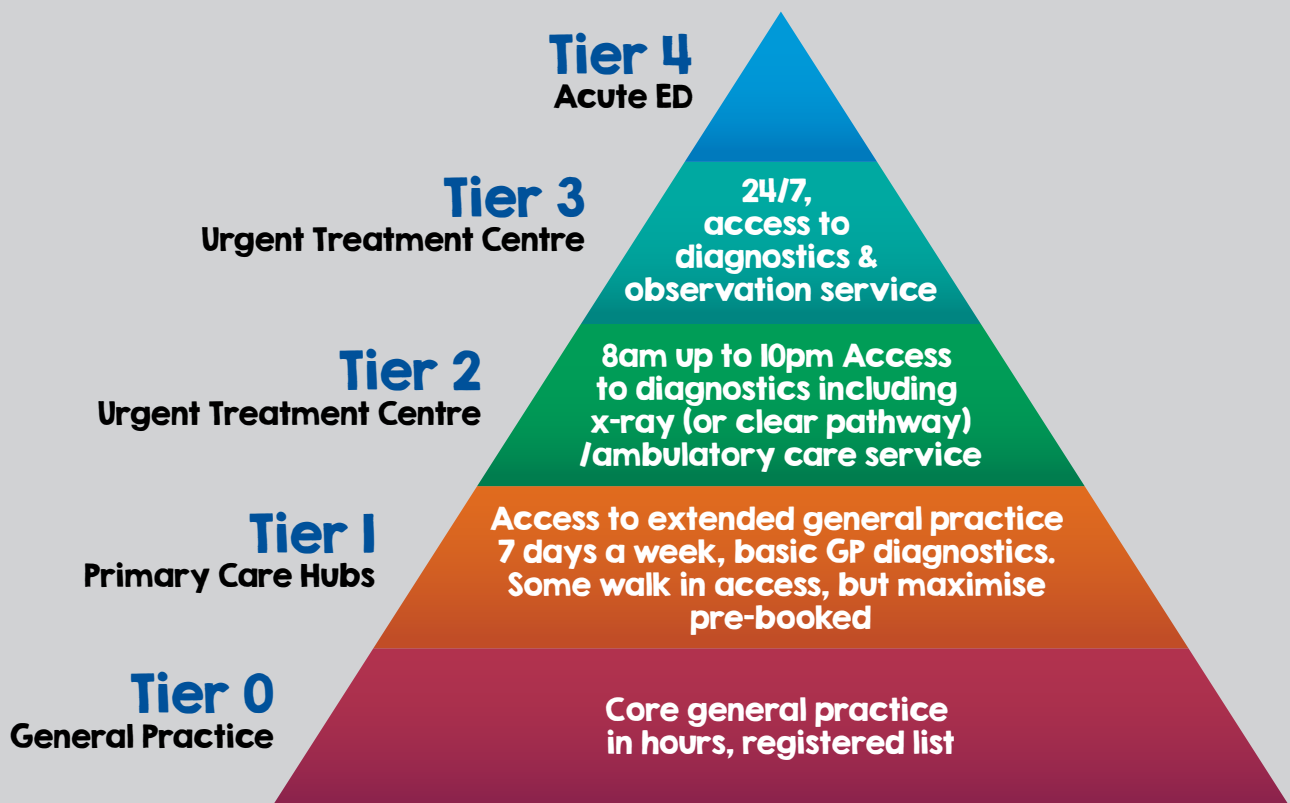 Tier 4
Acute ED
Tier 3
Urgent Treatment Centre
24/7,
access to
diagnostics &
observation service
Tier 2
Urgent Treatment Centre
8am up to 10pm Access
to diagnostics including
x-ray (or clear pathway)
/ambulatory care service
Tier 1
Primary Care Hubs
Access to extended general practice
7 days a week, basic GP diagnostics.
Some walk in access, but maximise
pre-booked
Tier 0
General Practice
Core general practice
in hours, registered list